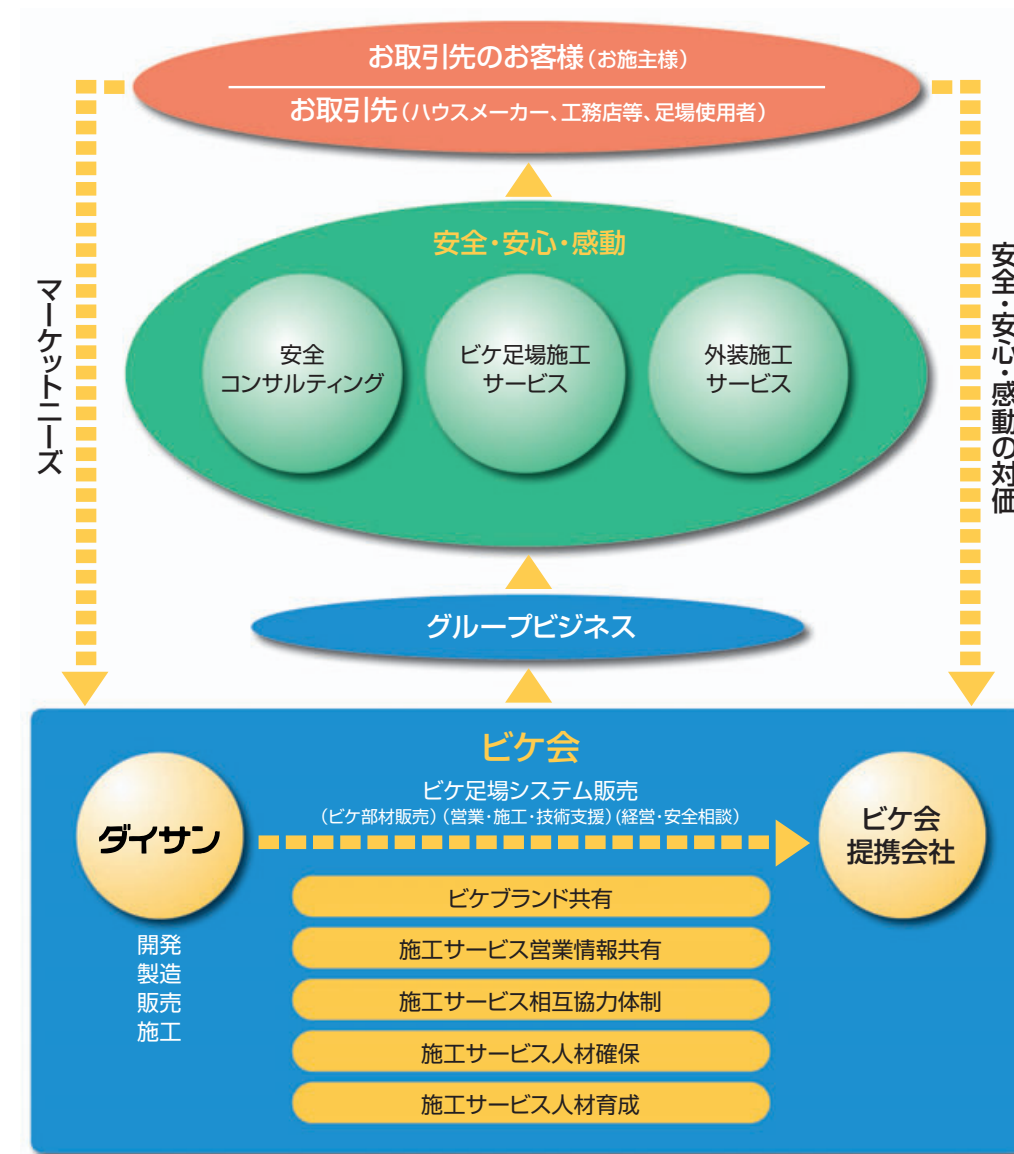 お取引先のお客様(お施主様)
お取引先(ハウスメーカー、工務店等、足場使用者)
安全・安心・感動
安全
コンサルティング
ビケ足場施工
サービス
外装施工
サービス
マーケットニーズ
安全・安心・感動の対価
グループビジネス
ビケ会
ビケ足場システム販売
(ビケ部材販売)(営業・施工・技術支援)(経営・安全相談)
ダイサン
ビケ会
提携会社
開発
製造
販売
施工
ビケブランド共有
施工サービス営業情報共有
施工サービス相互協力体制
施工サービス人材確保
施工サービス人材育成